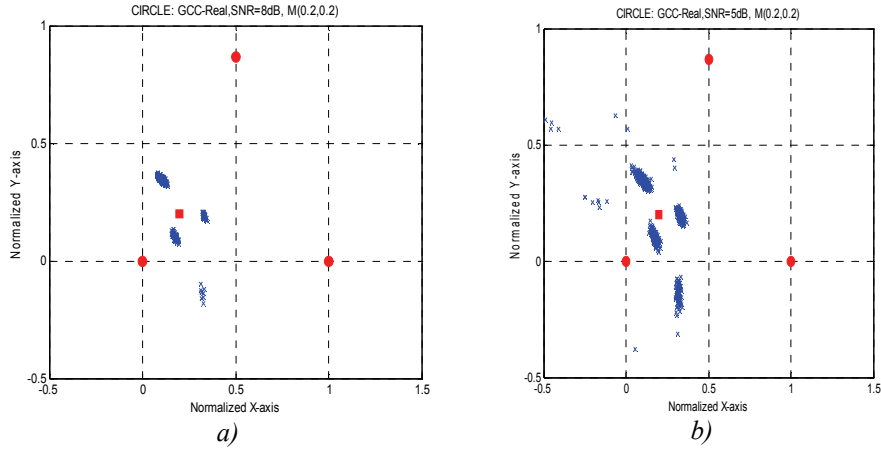 CIRCLE: GCC-Real,SNR=8dB, M(0.2,0.2)
1
0.5
0
-0.5
Normalized Y-axis
-0.5 0 0.5 1 1.5
Normalized X-axis
a)
CIRCLE: GCC-Real,SNR=5dB, M(0.2,0.2)
1
0.5
0
-0.5
Normalized Y-axis
-0.5 0 0.5 1 1.5
Normalized X-axis
b)